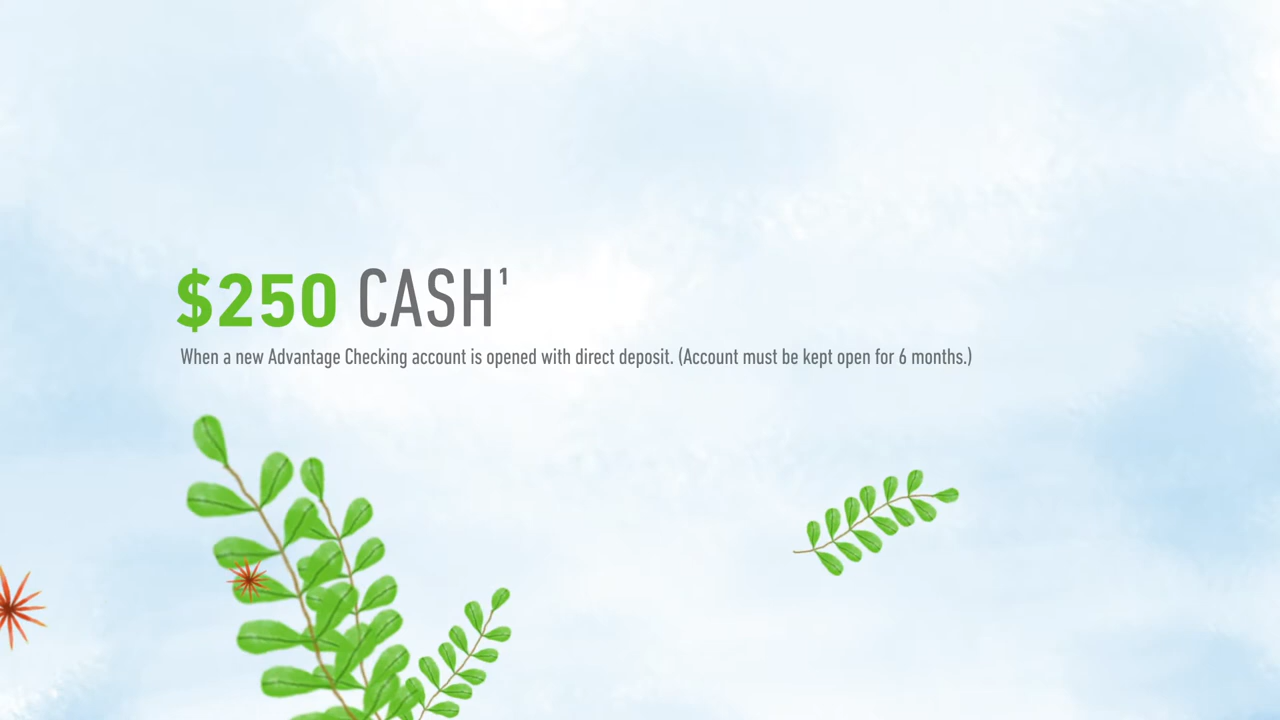 $250 CASH¹
When a new Advantage Checking account is opened with direct deposit. (Account must be kept open for 6 months.)